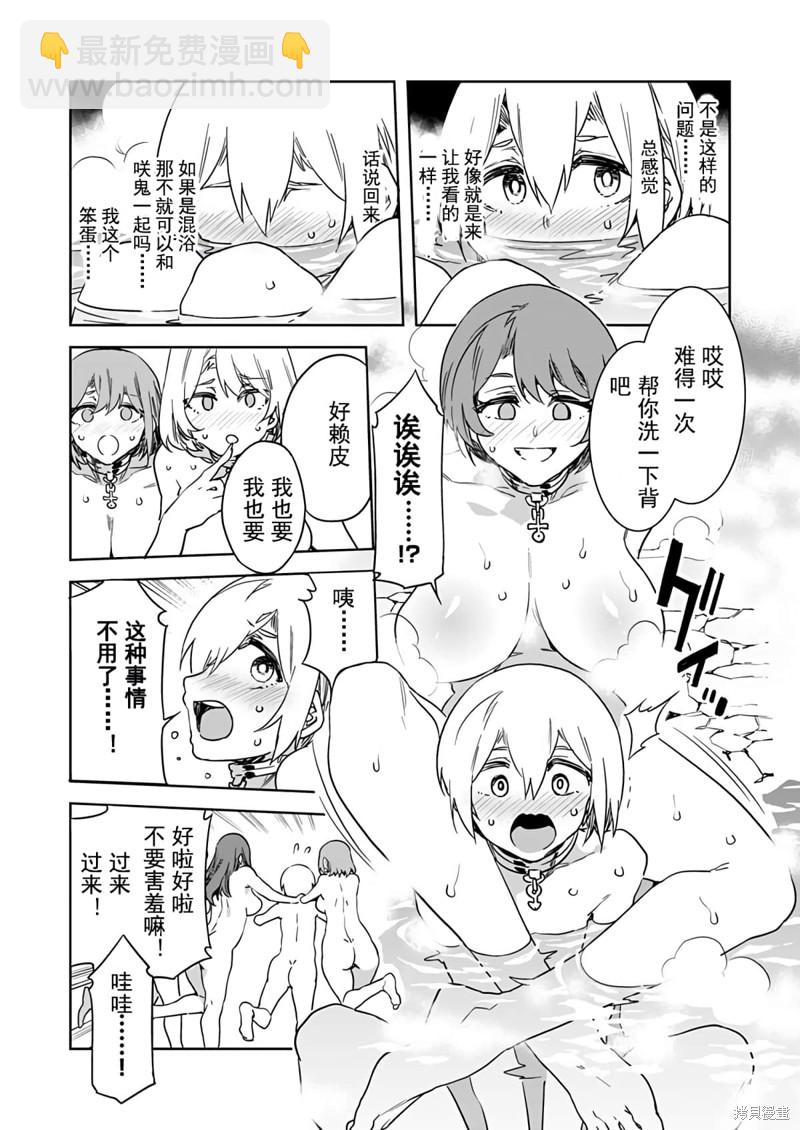 最新免费漫画
www.baozimh.com
不是这样的
问题……
总感觉
好像就是来
让我看的
一样……
话说回来
如果是混浴
那不就可以和
咲鬼一起吗……
我这个
笨蛋……
哎哎
难得一次
帮你洗一下背
吧
诶诶诶
……!?
グッ
好赖皮
我也要
我也要
咦……
这种事情
不用了……！
好啦好啦
不要害羞嘛！
过来
过来！
哇哇……！
拷貝漫畫